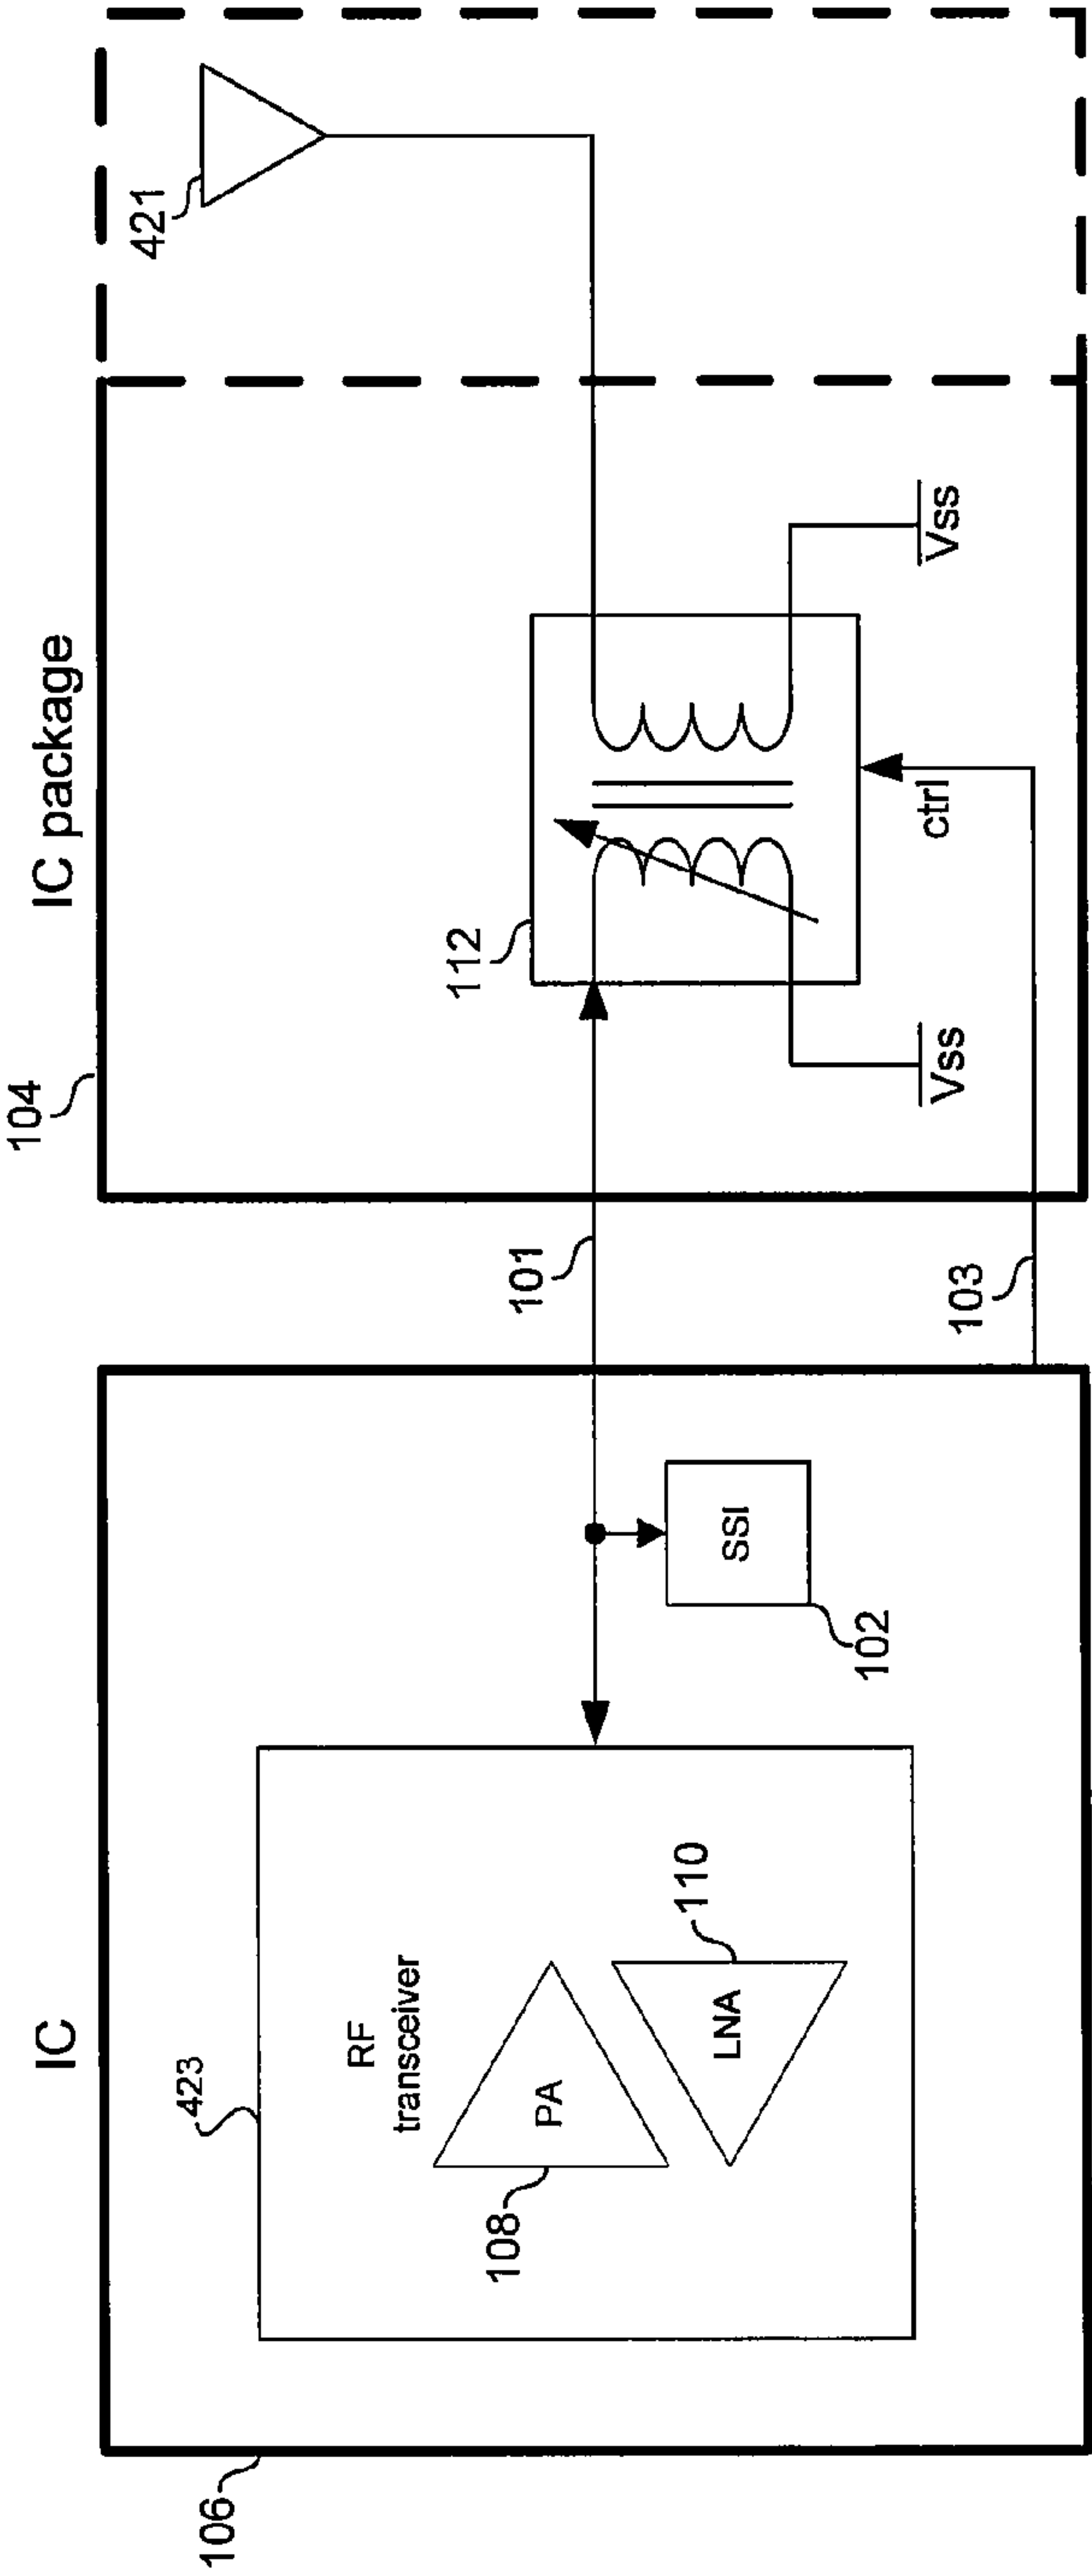 IC
IC package
106
423
RF
transceiver
108
PA
110
LNA
SSI
102
101
103
104
112
Vss
ctrl
Vss
421